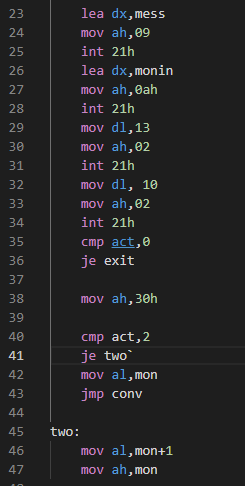 23 lea dx,mess
24 mov ah,09
25 int 21h
26 lea dx,monin
27 mov ah,0ah
28 int 21h
29 mov dl,13
30 mov ah,02
31 int 21h
32 mov dl, 10
33 mov ah,02
34 int 21h
35 cmp act,0
36 je exit
37
38 mov ah,30h
39
40 cmp act,2
41 je two`
42 mov al,mon
43 jmp conv
44
45 two:
46 mov al,mon+1
47 mov ah,mon